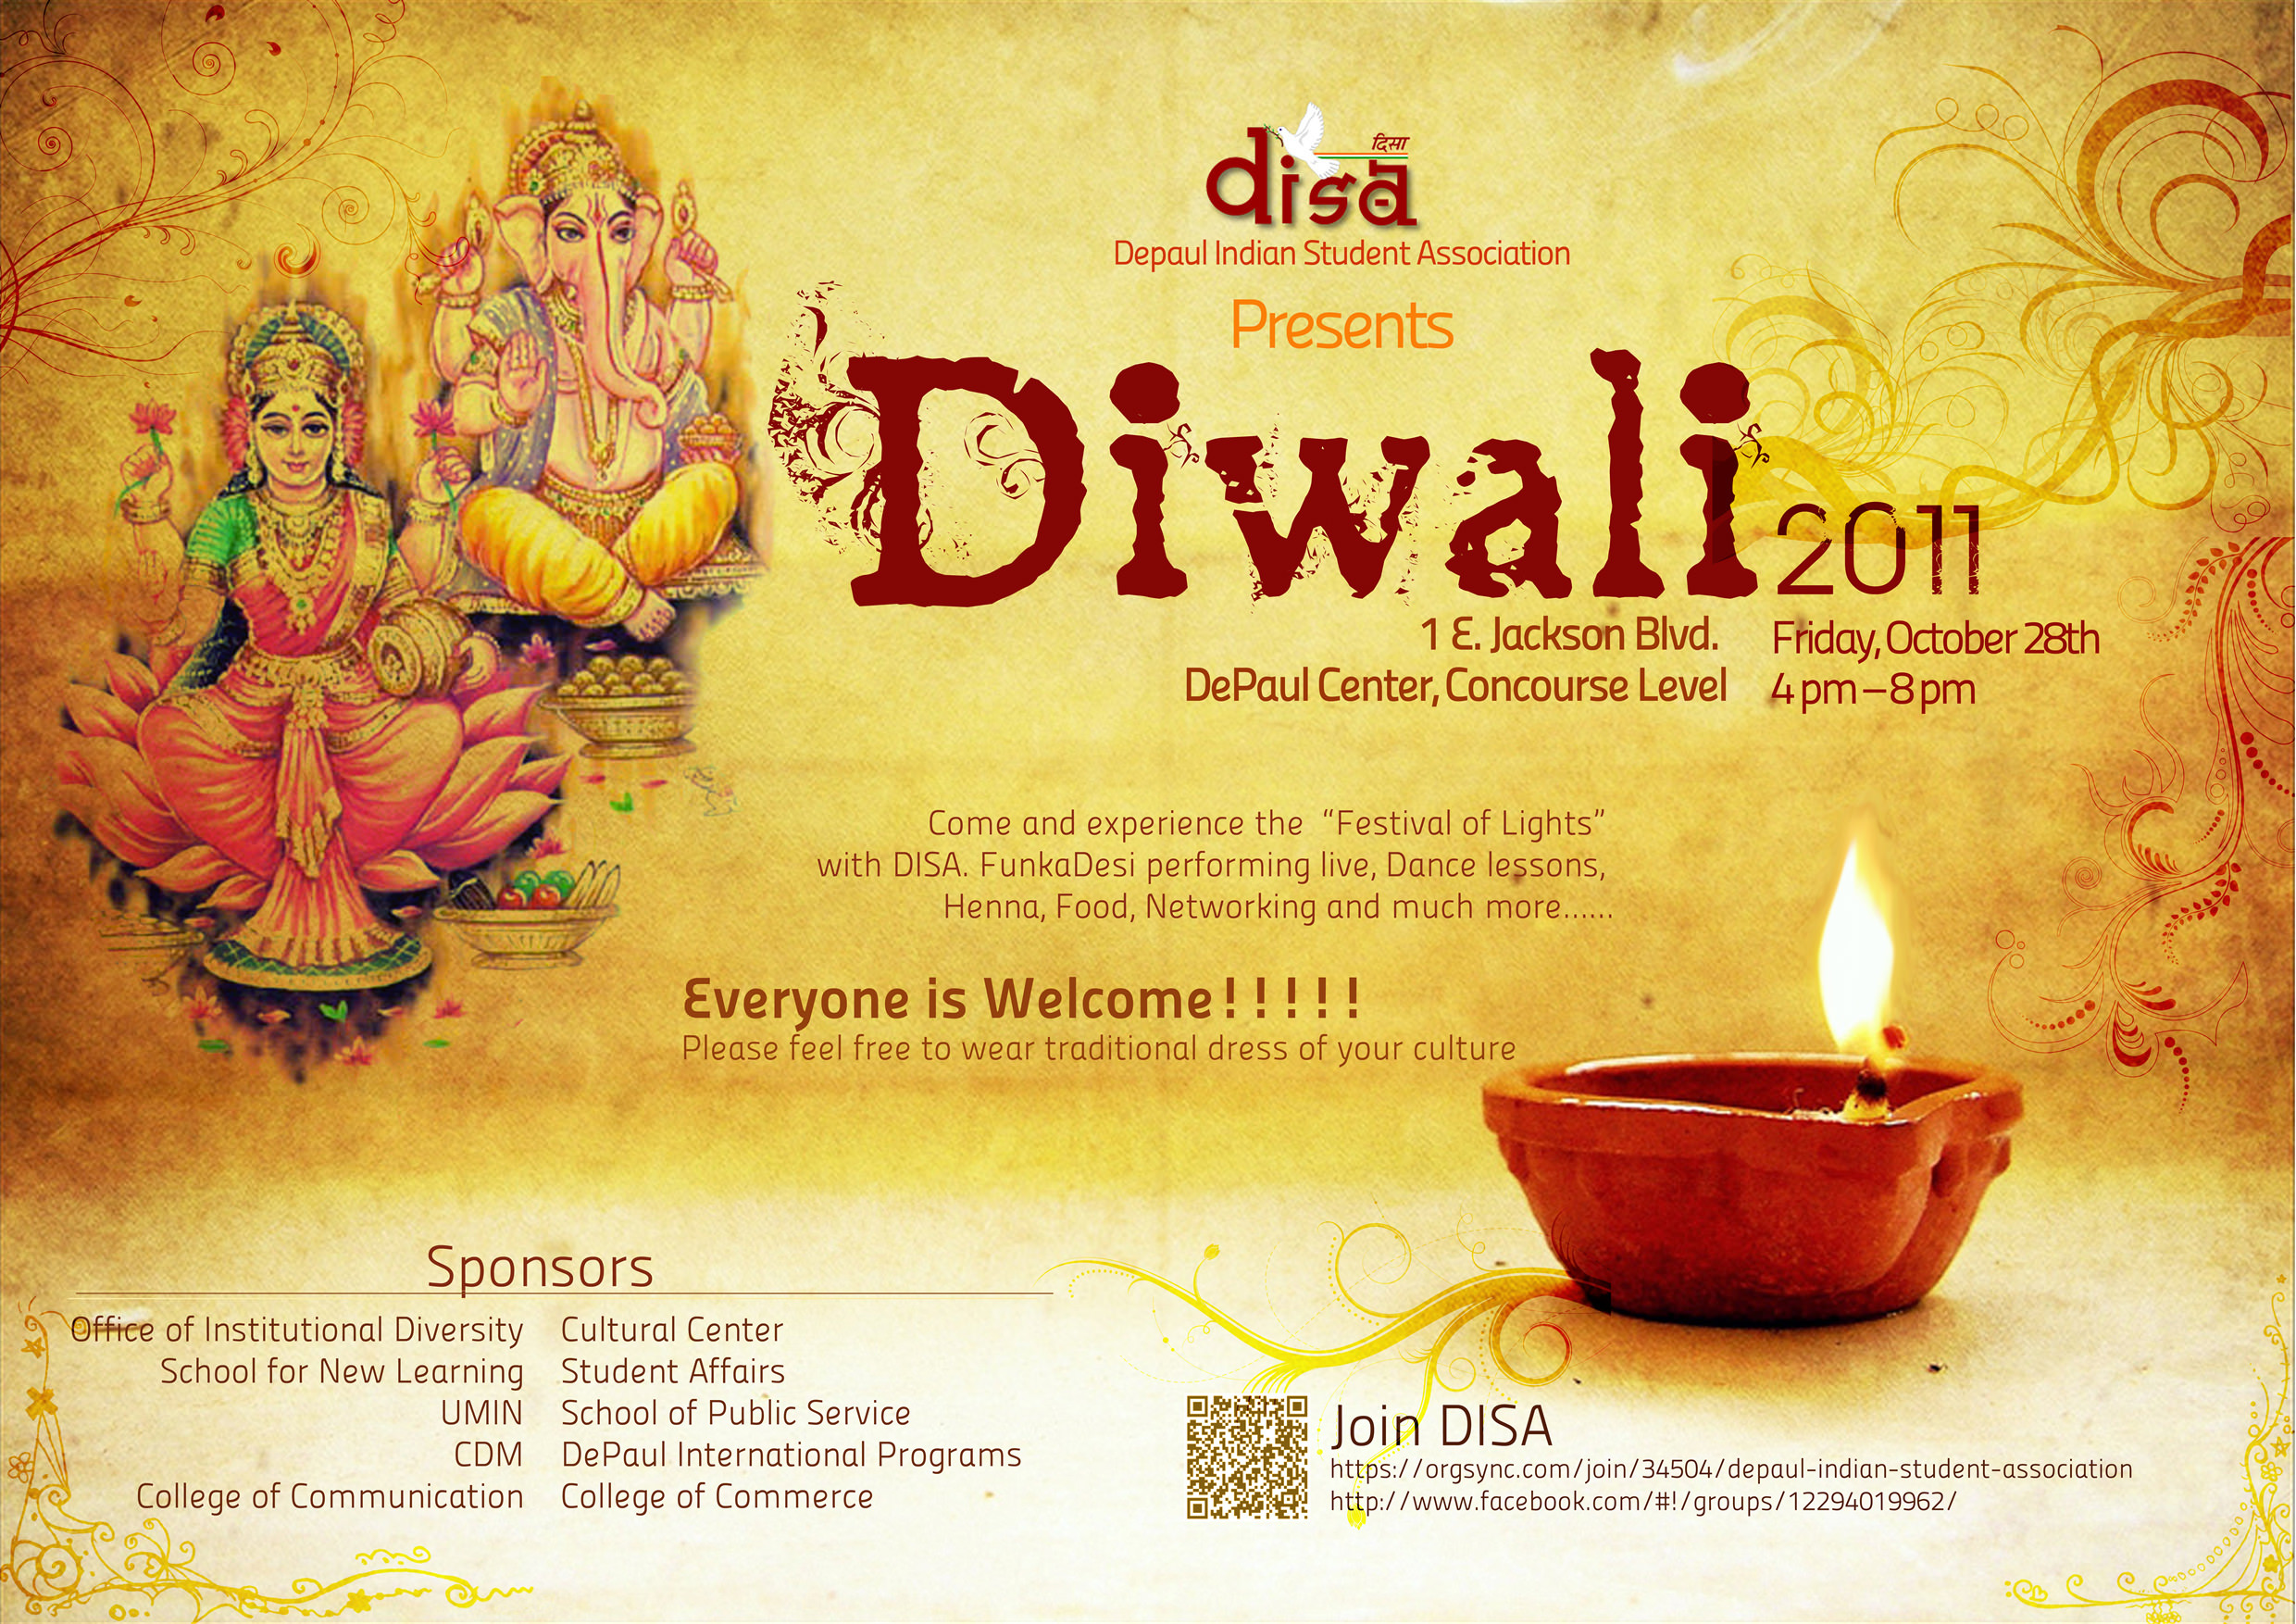 दिसा
disa
Depaul Indian Student Association
Presents
Diwali 2011
1 E. Jackson Blvd.
DePaul Center, Concourse Level
Friday, October 28th
4 pm – 8 pm
Come and experience the “Festival of Lights”
with DISA. FunkaDesi performing live, Dance lessons,
Henna, Food, Networking and much more......
Everyone is Welcome ! ! ! ! !
Please feel free to wear traditional dress of your culture
Sponsors
Office of Institutional Diversity
School for New Learning
UMIN
CDM
College of Communication
Cultural Center
Student Affairs
School of Public Service
DePaul International Programs
College of Commerce
Join DISA
https://orgsync.com/join/34504/depaul-indian-student-association
http://www.facebook.com/#!/groups/12294019962/